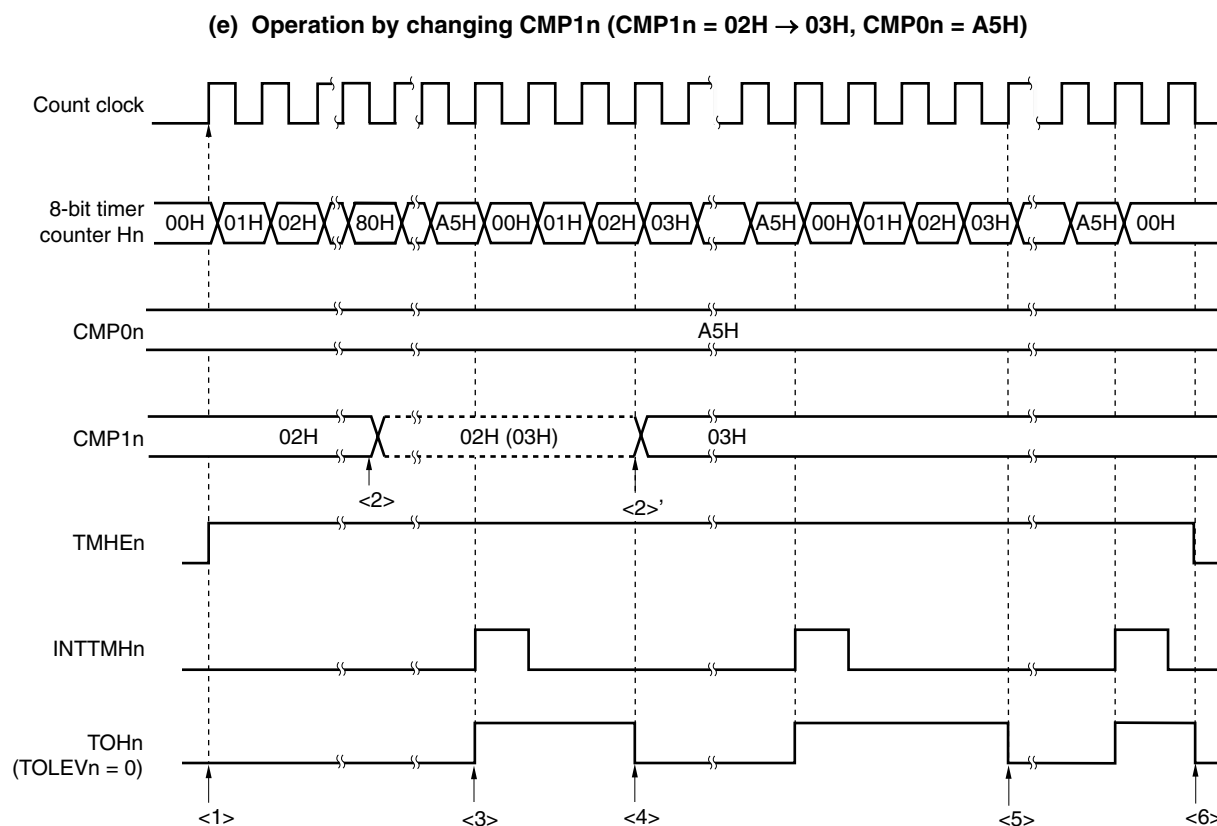 (e) Operation by changing CMP1n (CMP1n = 02H → 03H, CMP0n = A5H)
Count clock
8-bit timer
counter Hn
00H 01H 02H 80H A5H 00H 01H 02H 03H A5H 00H 01H 02H 03H A5H 00H
CMP0n
A5H
CMP1n
02H 02H (03H) 03H
<2> <2>’
TMHEn
INTTMHn
TOHn
(TOLEVn = 0)
<1> <3> <4> <5> <6>